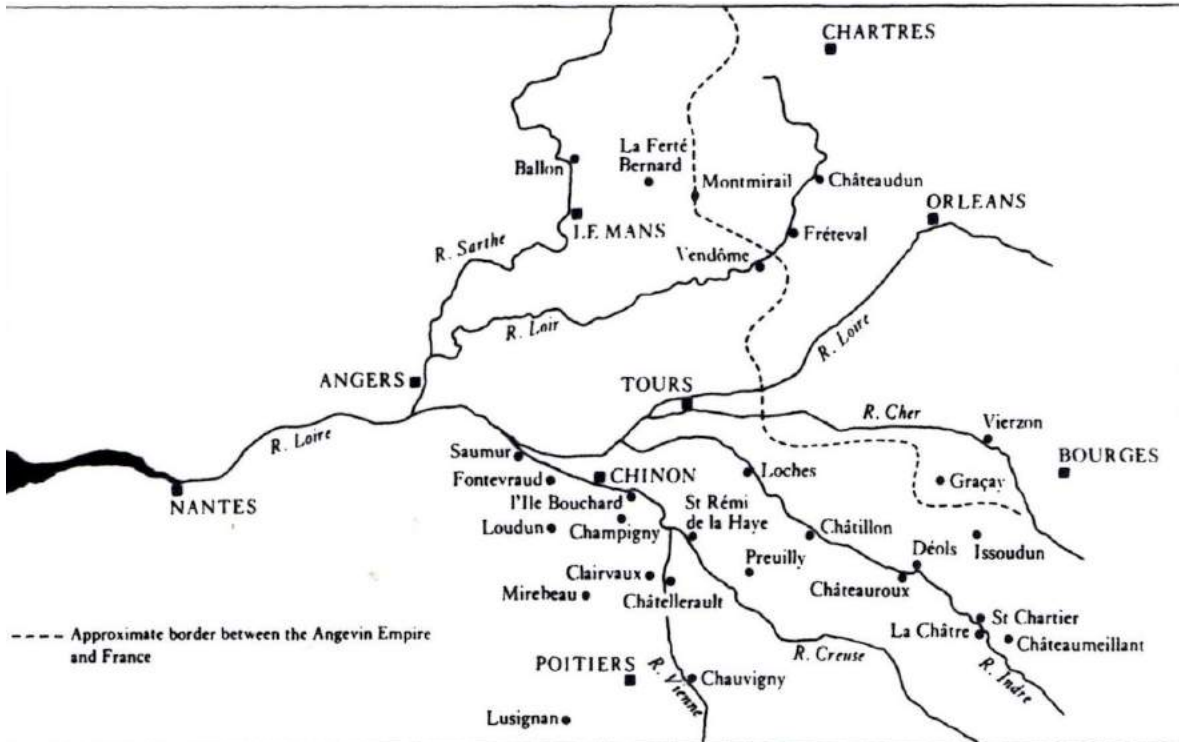 CHARTRES
La Ferté
Bernard
Ballon
Montmirail
Châteaudun
ORLEANS
LE MANS
R. Sarthe
Fréteval
Vendôme
R. Loir
R. Loire
ANGERS
TOURS
R. Cher
Vierzon
R. Loire
Saumur
BOURGES
Loches
CHINON
Graçay
Fontevraud
NANTES
l'Ile Bouchard
St Rémi
de la Haye
Loudun
Champigny
Châtillon
Déols
Issoudun
Preuilly
Clairvaux
Châteauroux
Mirebeau
Châtellerault
St Chartier
La Châtre
Châteaumeillant
Approximate border between the Angevin Empire
and France
R. Creuse
POITIERS
R. Vienne
Chauvigny
R. Indre
Lusignan